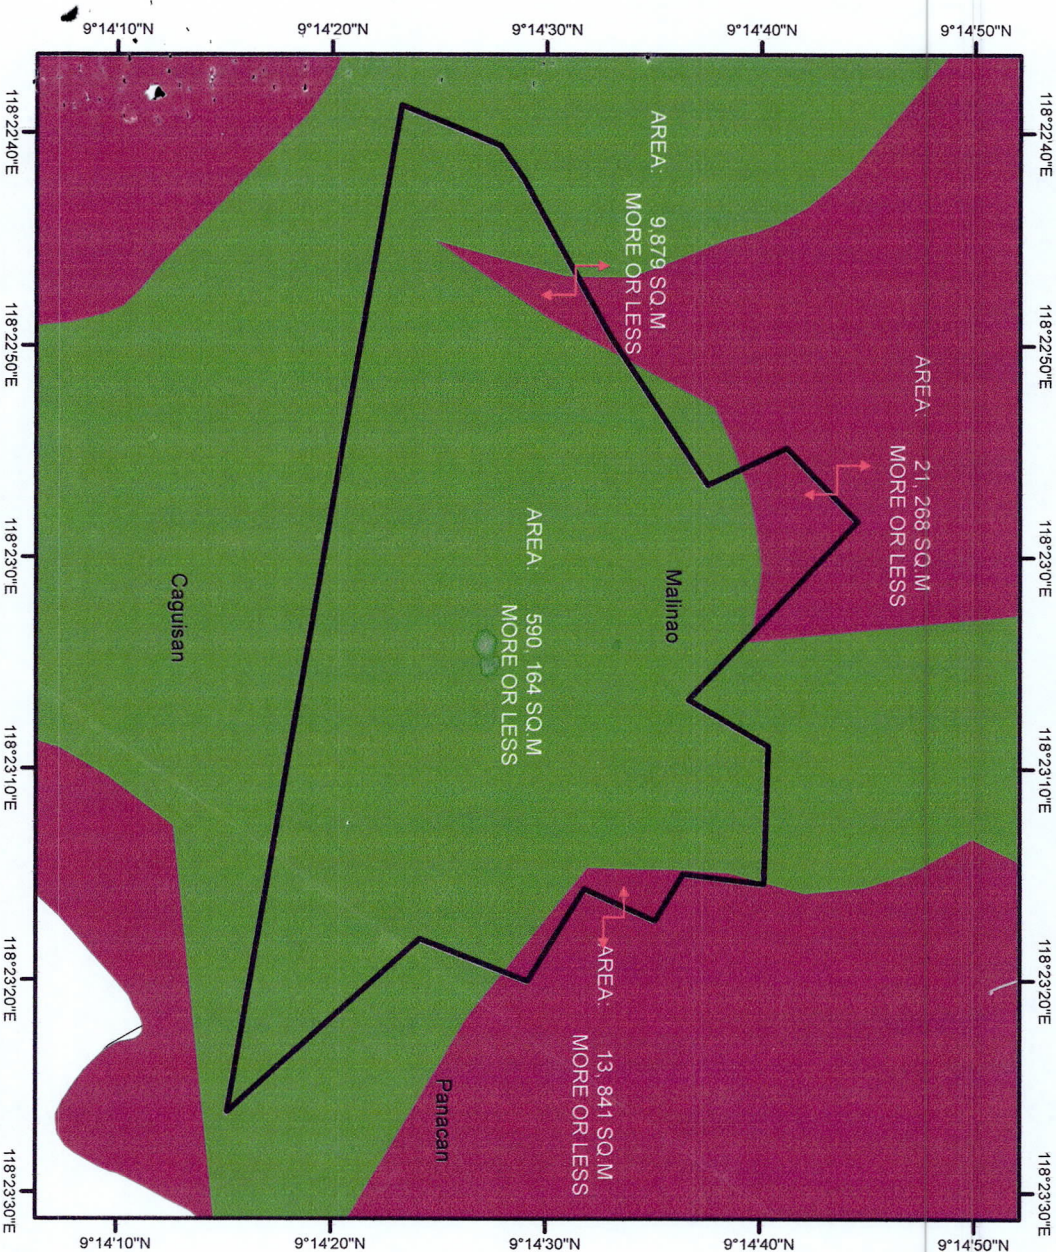 9°14'10"N
9°14'20"N
9°14'30"N
9°14'40"N
9°14'50"N
118°22'40"E
118°22'50"E
118°23'0"E
118°23'10"E
118°23'20"E
118°23'30"E
118°22'40"E
118°22'50"E
118°23'0"E
118°23'10"E
118°23'20"E
118°23'30"E
AREA: 21, 268 SQ.M
MORE OR LESS
AREA: 9,879 SQ.M
MORE OR LESS
Malinao
AREA: 590, 164 SQ.M
MORE OR LESS
Caguisan
AREA: 13, 841 SQ.M
MORE OR LESS
Panacan
9°14'10"N
9°14'20"N
9°14'30"N
9°14'40"N
9°14'50"N